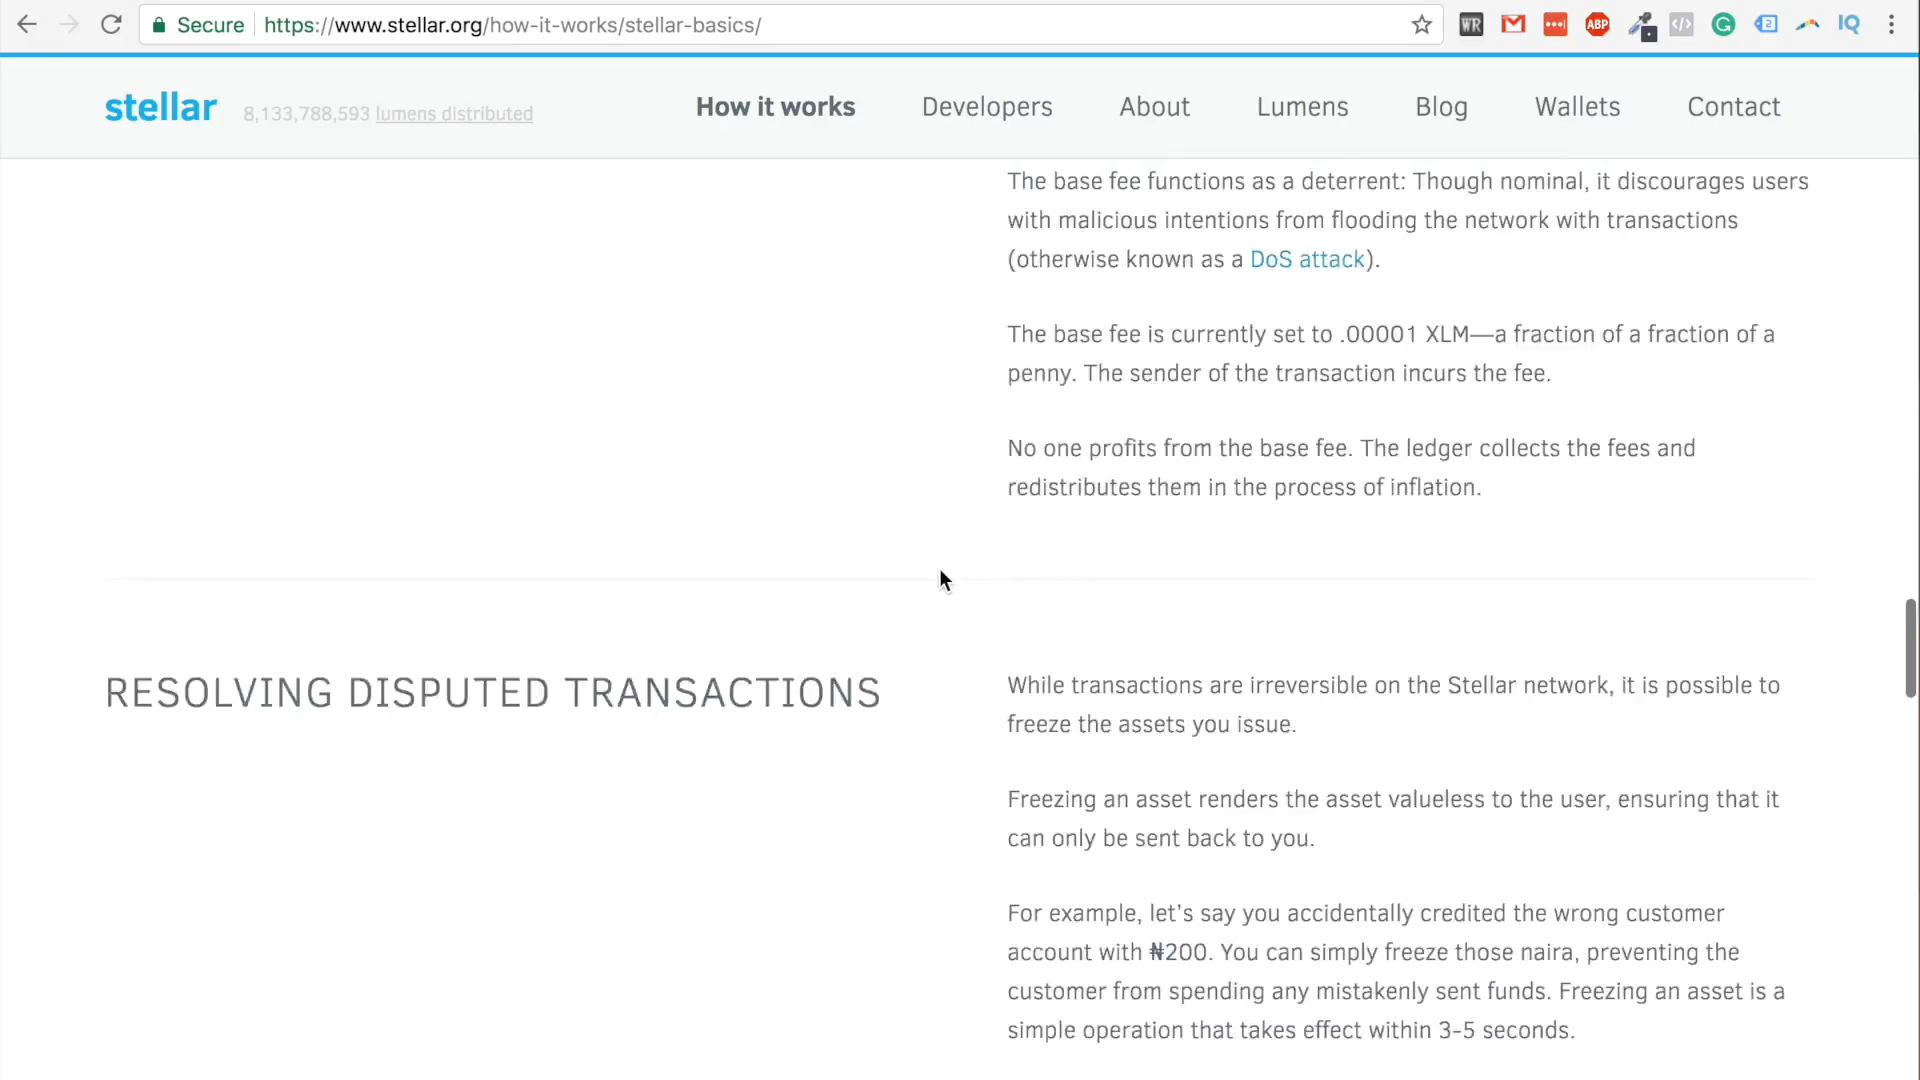 Secure https://www.stellar.org/how-it-works/stellar-basics/
stellar 8,133,788,593 lumens distributed How it works Developers About Lumens Blog Wallets Contact
The base fee functions as a deterrent: Though nominal, it discourages users
with malicious intentions from flooding the network with transactions
(otherwise known as a DoS attack).
The base fee is currently set to .00001 XLM—a fraction of a fraction of a
penny. The sender of the transaction incurs the fee.
No one profits from the base fee. The ledger collects the fees and
redistributes them in the process of inflation.
RESOLVING DISPUTED TRANSACTIONS
While transactions are irreversible on the Stellar network, it is possible to
freeze the assets you issue.
Freezing an asset renders the asset valueless to the user, ensuring that it
can only be sent back to you.
For example, let’s say you accidentally credited the wrong customer
account with ₦200. You can simply freeze those naira, preventing the
customer from spending any mistakenly sent funds. Freezing an asset is a
simple operation that takes effect within 3-5 seconds.